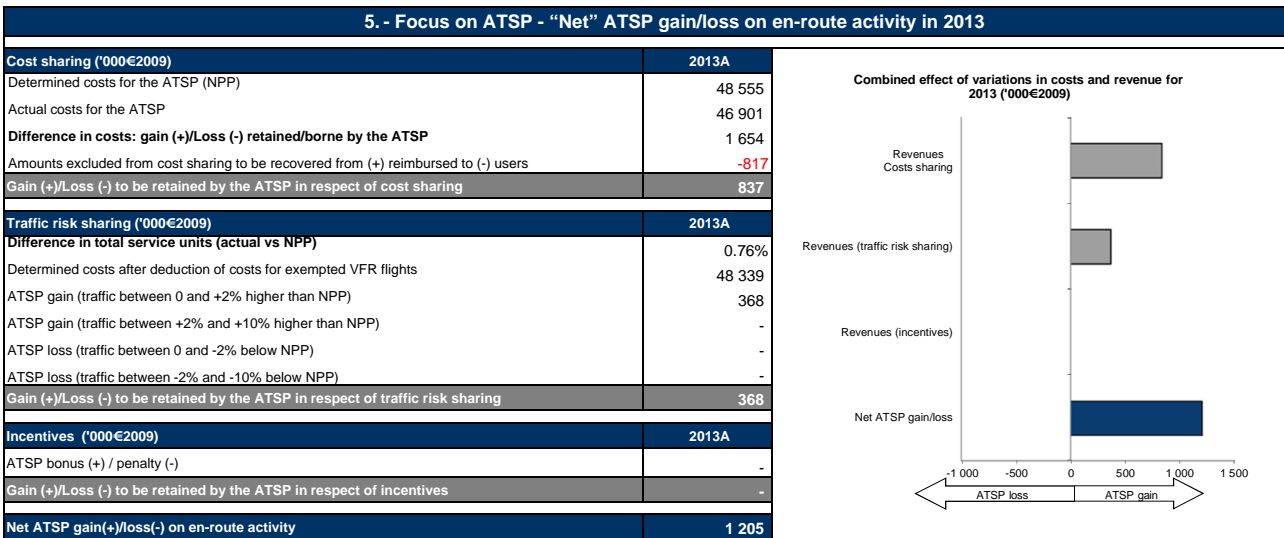 5. - Focus on ATSP - “Net” ATSP gain/loss on en-route activity in 2013
Cost sharing ('000€2009) 2013A
Determined costs for the ATSP (NPP) 48 555
Actual costs for the ATSP 46 901
Difference in costs: gain (+)/Loss (-) retained/borne by the ATSP 1 654
Amounts excluded from cost sharing to be recovered from (+) reimbursed to (-) users -817
Gain (+)/Loss (-) to be retained by the ATSP in respect of cost sharing 837
Traffic risk sharing ('000€2009) 2013A
Difference in total service units (actual vs NPP) 0.76%
Determined costs after deduction of costs for exempted VFR flights 48 339
ATSP gain (traffic between 0 and +2% higher than NPP) 368
ATSP gain (traffic between +2% and +10% higher than NPP) -
ATSP loss (traffic between 0 and -2% below NPP) -
ATSP loss (traffic between -2% and -10% below NPP) -
Gain (+)/Loss (-) to be retained by the ATSP in respect of traffic risk sharing 368
Incentives ('000€2009) 2013A
ATSP bonus (+) / penalty (-) -
Gain (+)/Loss (-) to be retained by the ATSP in respect of incentives -
Net ATSP gain(+)/loss(-) on en-route activity 1 205
Combined effect of variations in costs and revenue for
2013 ('000€2009)
Revenues
Costs sharing
Revenues (traffic risk sharing)
Revenues (incentives)
Net ATSP gain/loss
-1 000 -500 0 500 1 000 1 500
ATSP loss ATSP gain